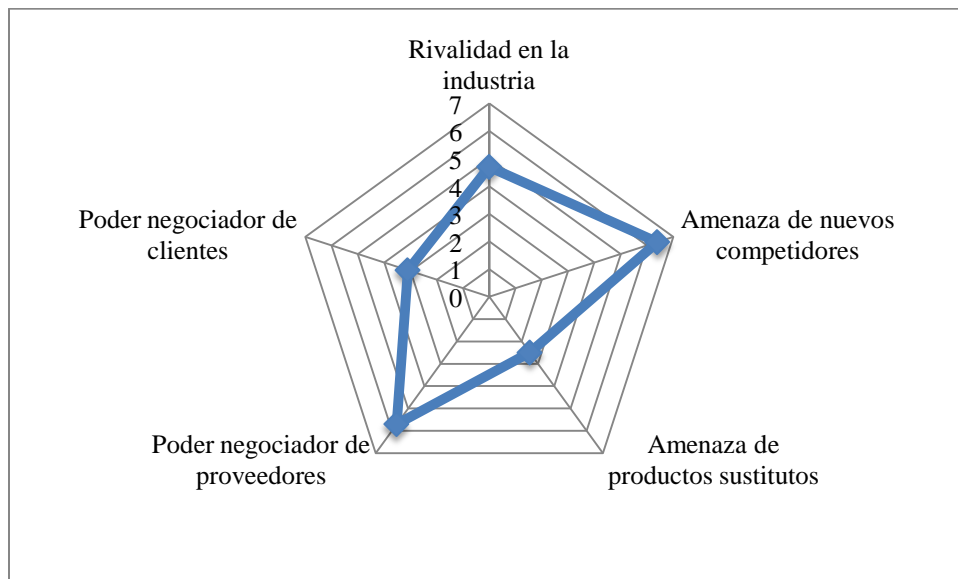 Rivalidad en la
industria
7
6
5
4
3
2
1
0
Amenaza de nuevos
competidores
Amenaza de
productos sustitutos
Poder negociador de
proveedores
Poder negociador de
clientes